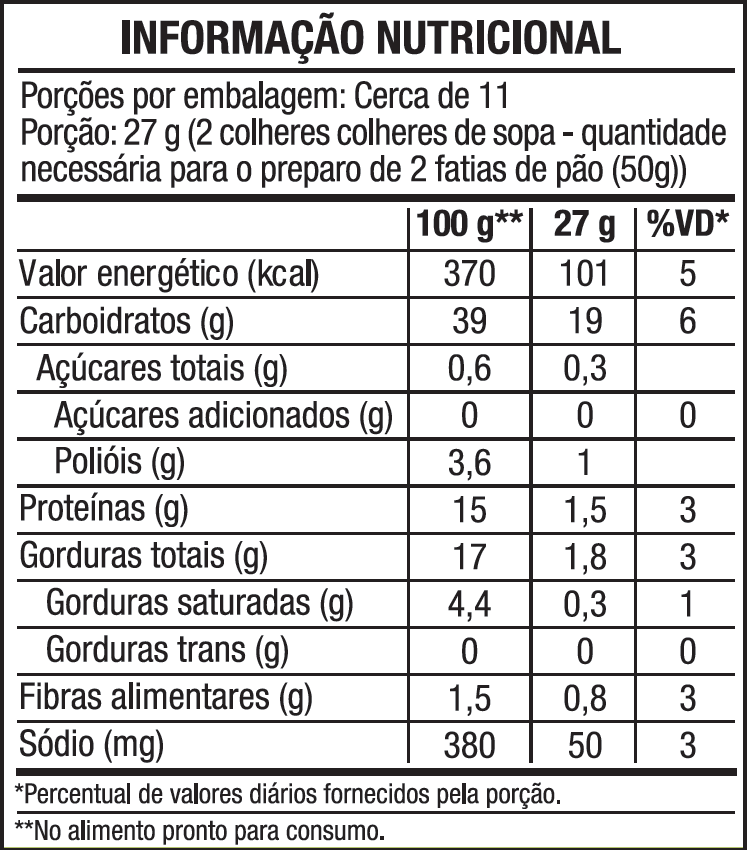 INFORMAÇÃO NUTRICIONAL
Porções por embalagem: Cerca de 11
Porção: 27 g (2 colheres colheres de sopa - quantidade
necessária para o preparo de 2 fatias de pão (50g))
100 g** 27 g %VD*
Valor energético (kcal) 370 101 5
Carboidratos (g) 39 19 6
Açúcares totais (g) 0,6 0,3
Açúcares adicionados (g) 0 0 0
Polióis (g) 3,6 1
Proteínas (g) 15 1,5 3
Gorduras totais (g) 17 1,8 3
Gorduras saturadas (g) 4,4 0,3 1
Gorduras trans (g) 0 0 0
Fibras alimentares (g) 1,5 0,8 3
Sódio (mg) 380 50 3
*Percentual de valores diários fornecidos pela porção.
**No alimento pronto para consumo.